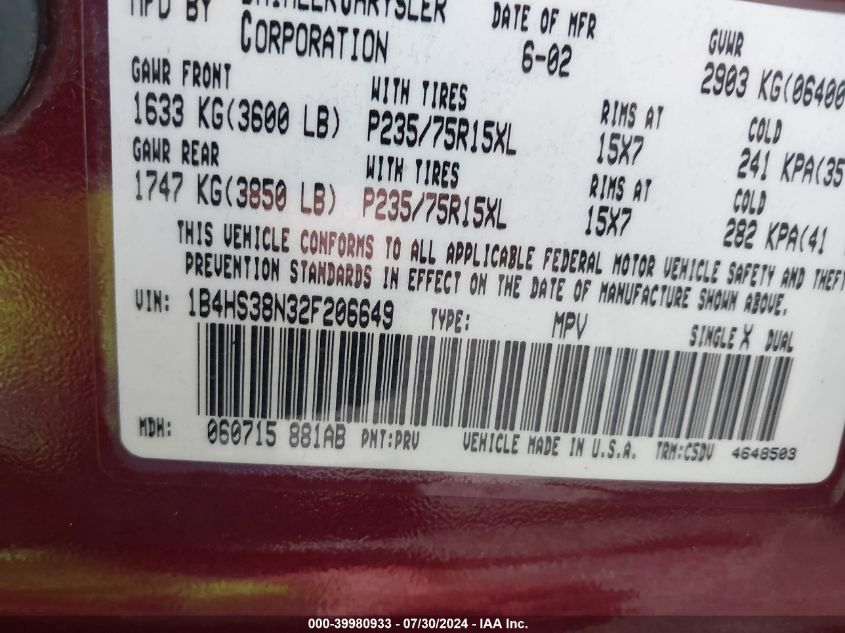 MFD BY DAIMLERCHRYSLER CORPORATION DATE OF MFR 6-02 GVWR 2903 KG(06400
GAWR FRONT WITH TIRES RIMS AT COLD
1633 KG(3600 LB) P235/75R15XL 15X7 241 KPA(35
GAWR REAR WITH TIRES RIMS AT COLD
1747 KG(3850 LB) P235/75R15XL 15X7 282 KPA(41
THIS VEHICLE CONFORMS TO ALL APPLICABLE FEDERAL MOTOR VEHICLE SAFETY AND THEFT
PREVENTION STANDARDS IN EFFECT ON THE DATE OF MANUFACTURE SHOWN ABOVE.
VIN: 1B4HS38N32F206649 TYPE: MPV SINGLE X DUAL
MDH: 060715 881AB PNT:PRV VEHICLE MADE IN U.S.A. TRM:C5DV 4648503
000-39980933 - 07/30/2024 - IAA Inc.